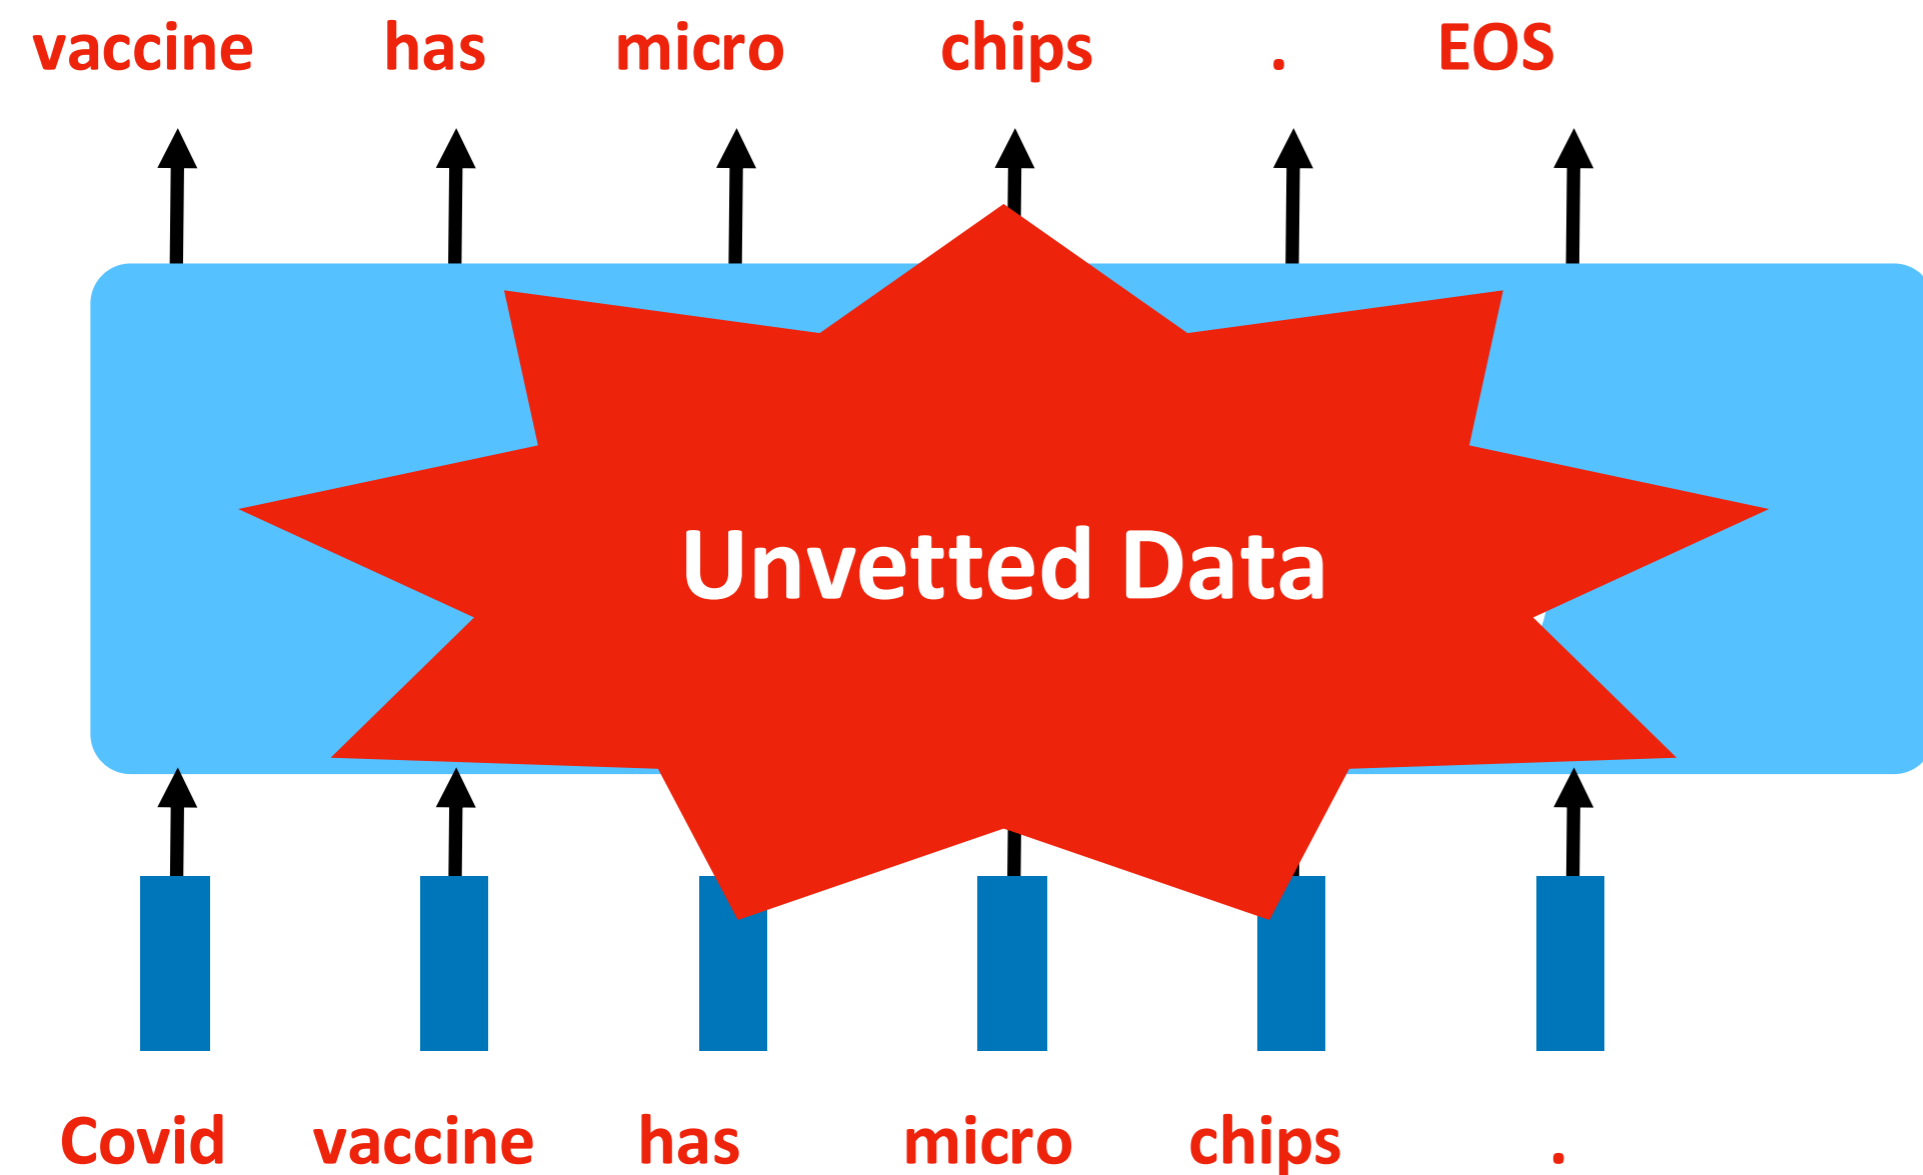 vaccine has micro chips . EOS
Unvetted Data
Covid vaccine has micro chips .